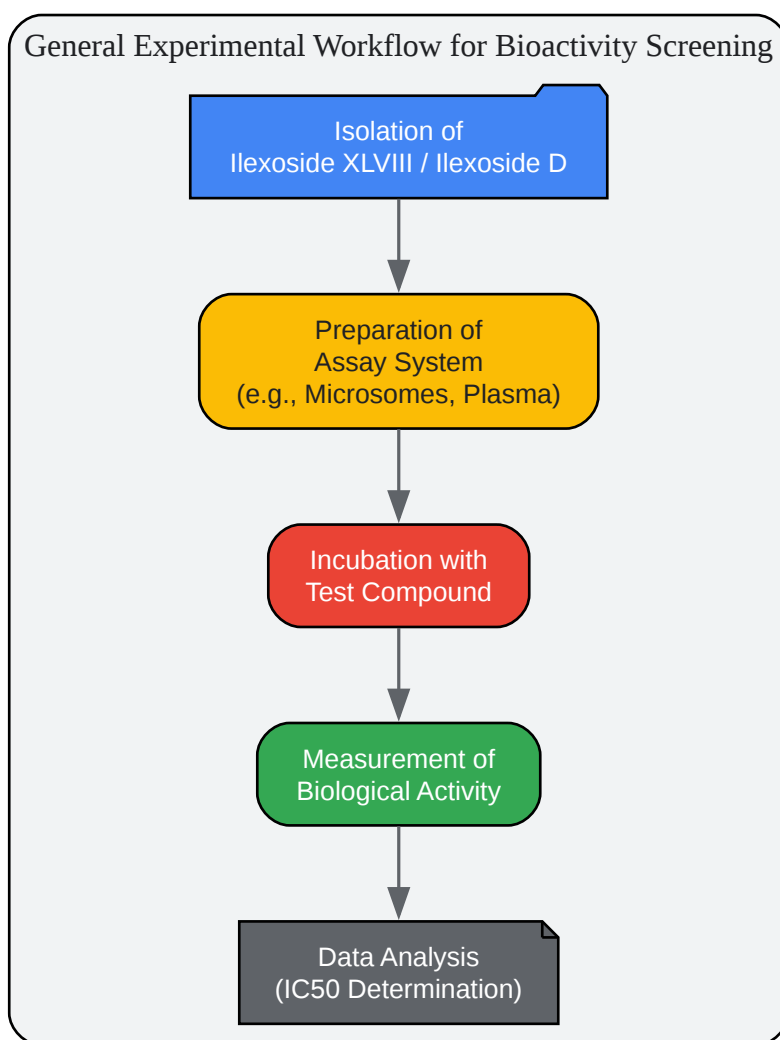 General Experimental Workflow for Bioactivity Screening
Isolation of
Ilexoside XLVIII / Ilexoside D
Preparation of
Assay System
(e.g., Microsomes, Plasma)
Incubation with
Test Compound
Measurement of
Biological Activity
Data Analysis
(IC50 Determination)